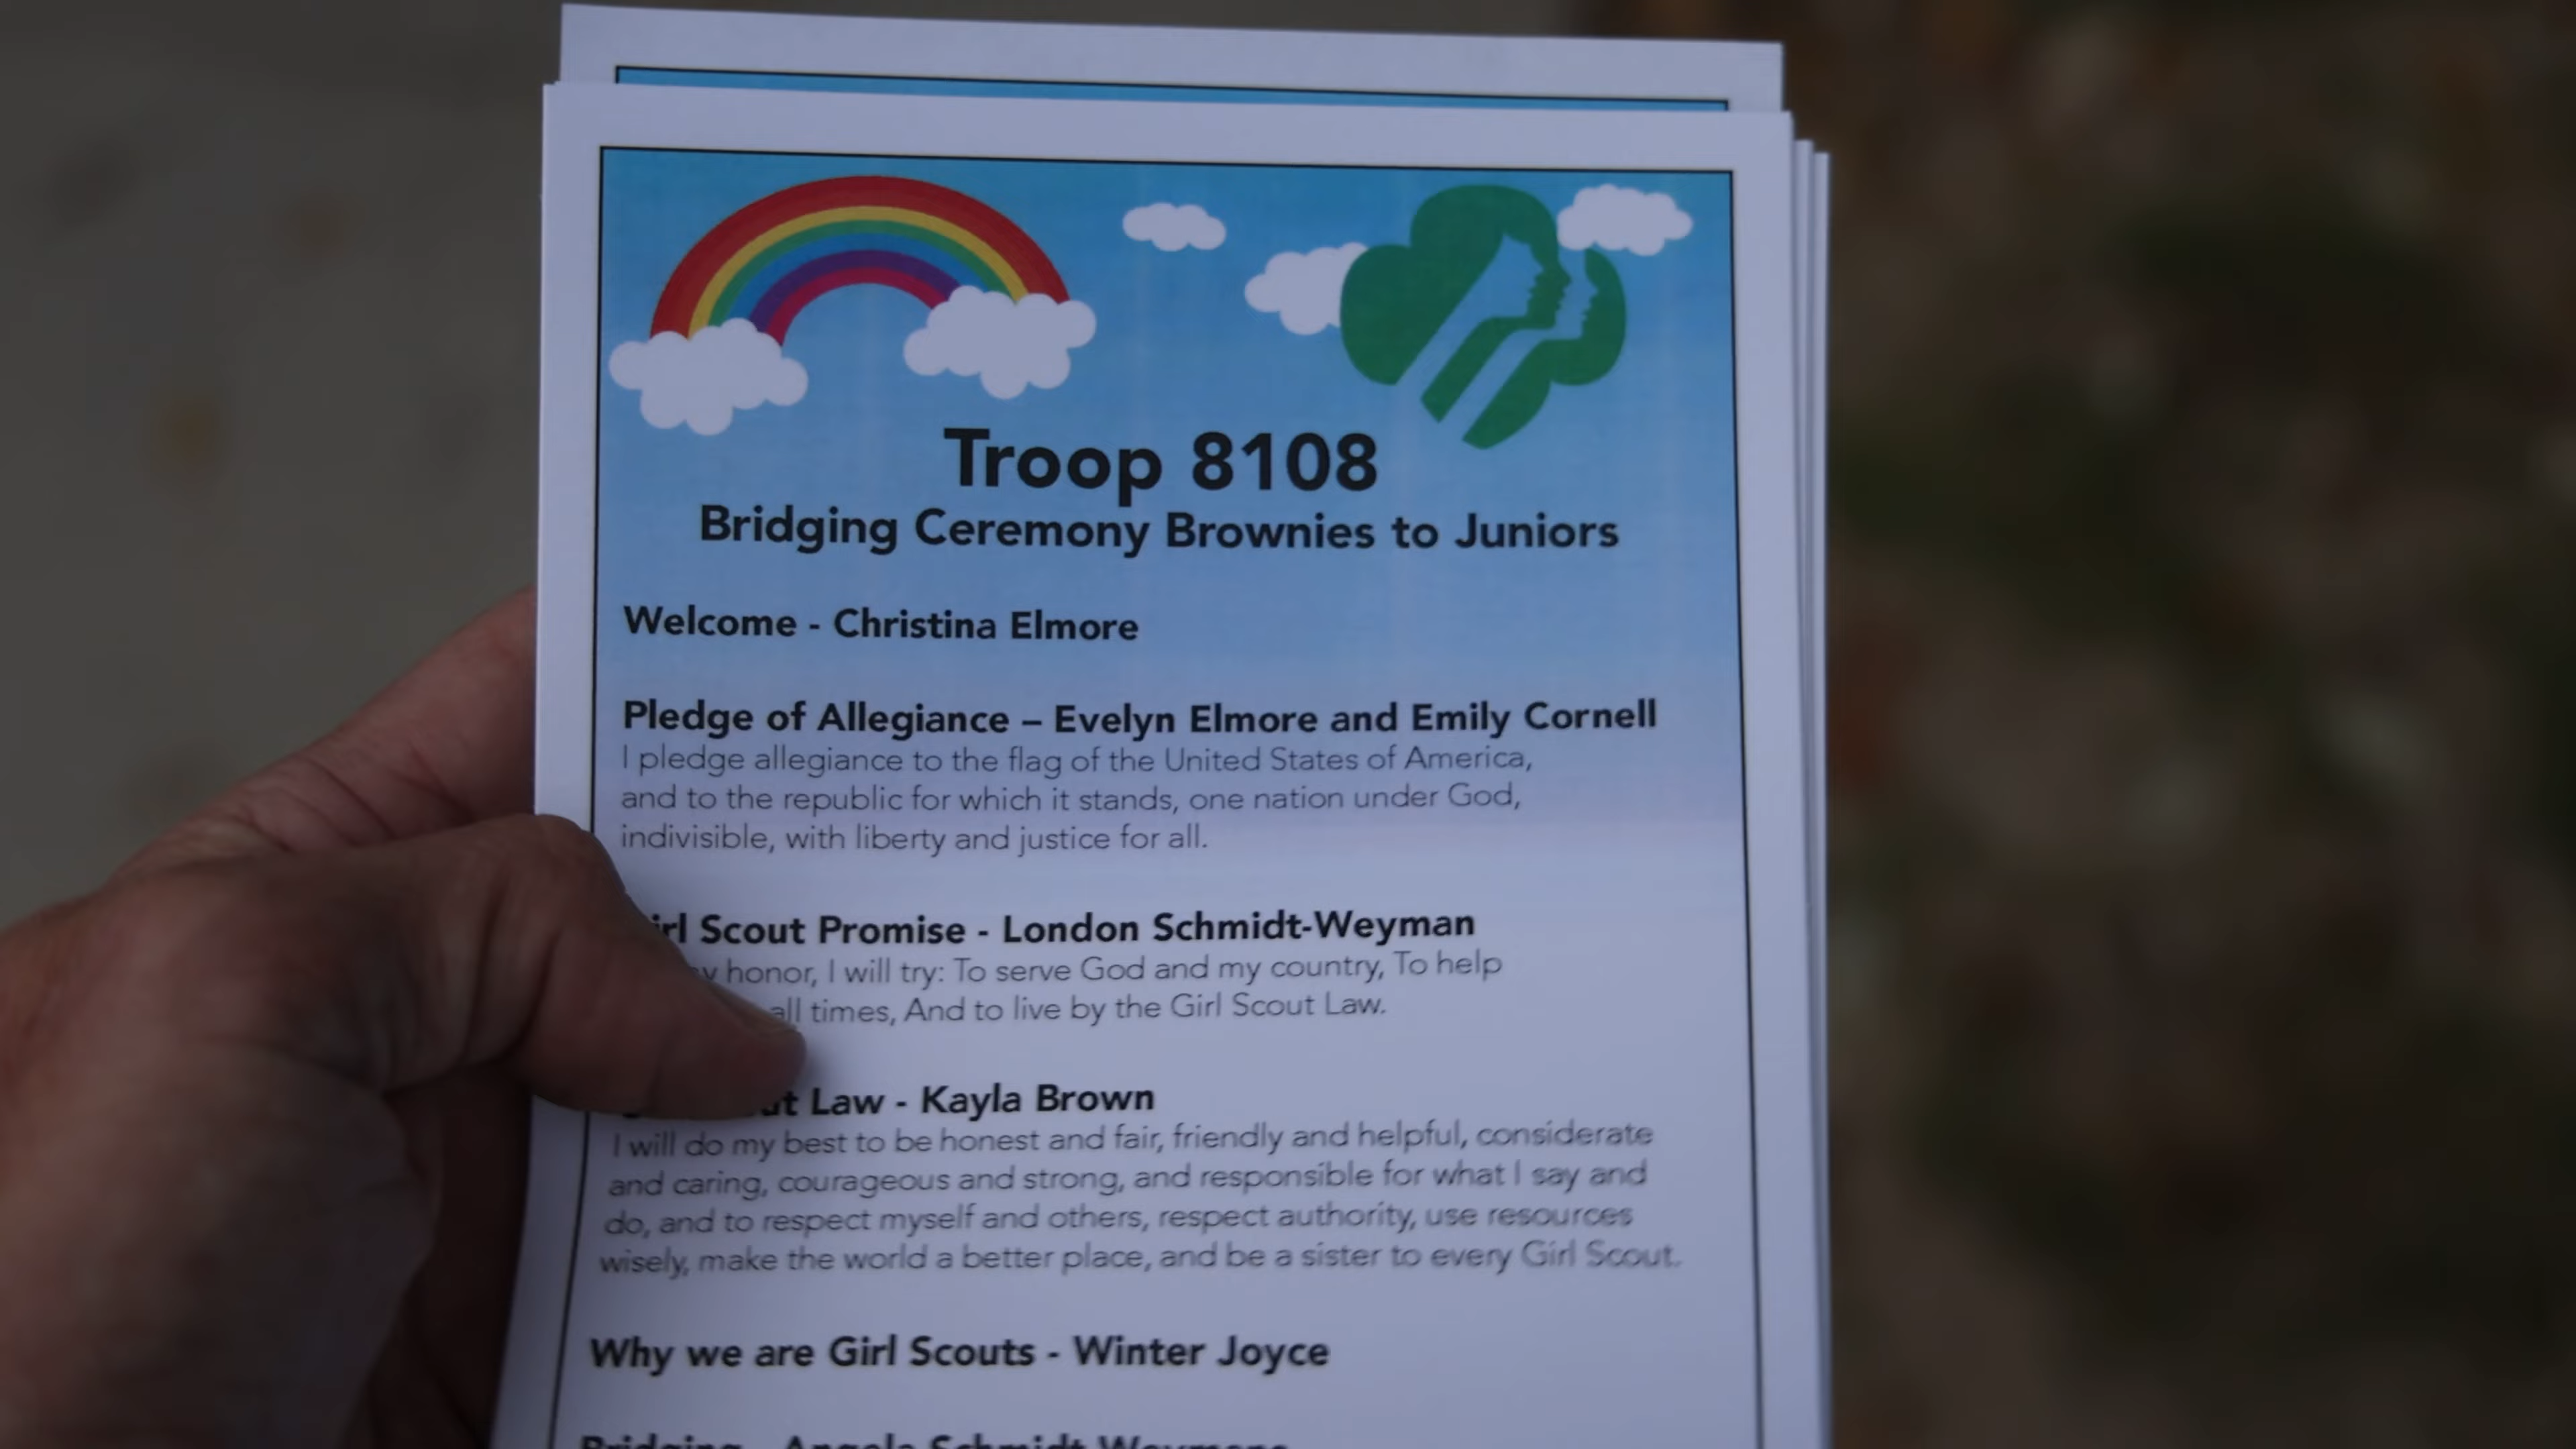 Troop 8108
Bridging Ceremony Brownies to Juniors
Welcome - Christina Elmore
Pledge of Allegiance – Evelyn Elmore and Emily Cornell
I pledge allegiance to the flag of the United States of America,
and to the republic for which it stands, one nation under God,
indivisible, with liberty and justice for all.
Scout Promise - London Schmidt-Weyman
honor, I will try: To serve God and my country, To help
all times, And to live by the Girl Scout Law.
Law - Kayla Brown
I will do my best to be honest and fair, friendly and helpful, considerate
and caring, courageous and strong, and responsible for what I say and
do, and to respect myself and others, respect authority, use resources
wisely, make the world a better place, and be a sister to every Girl Scout.
Why we are Girl Scouts - Winter Joyce
Bridging - Angela